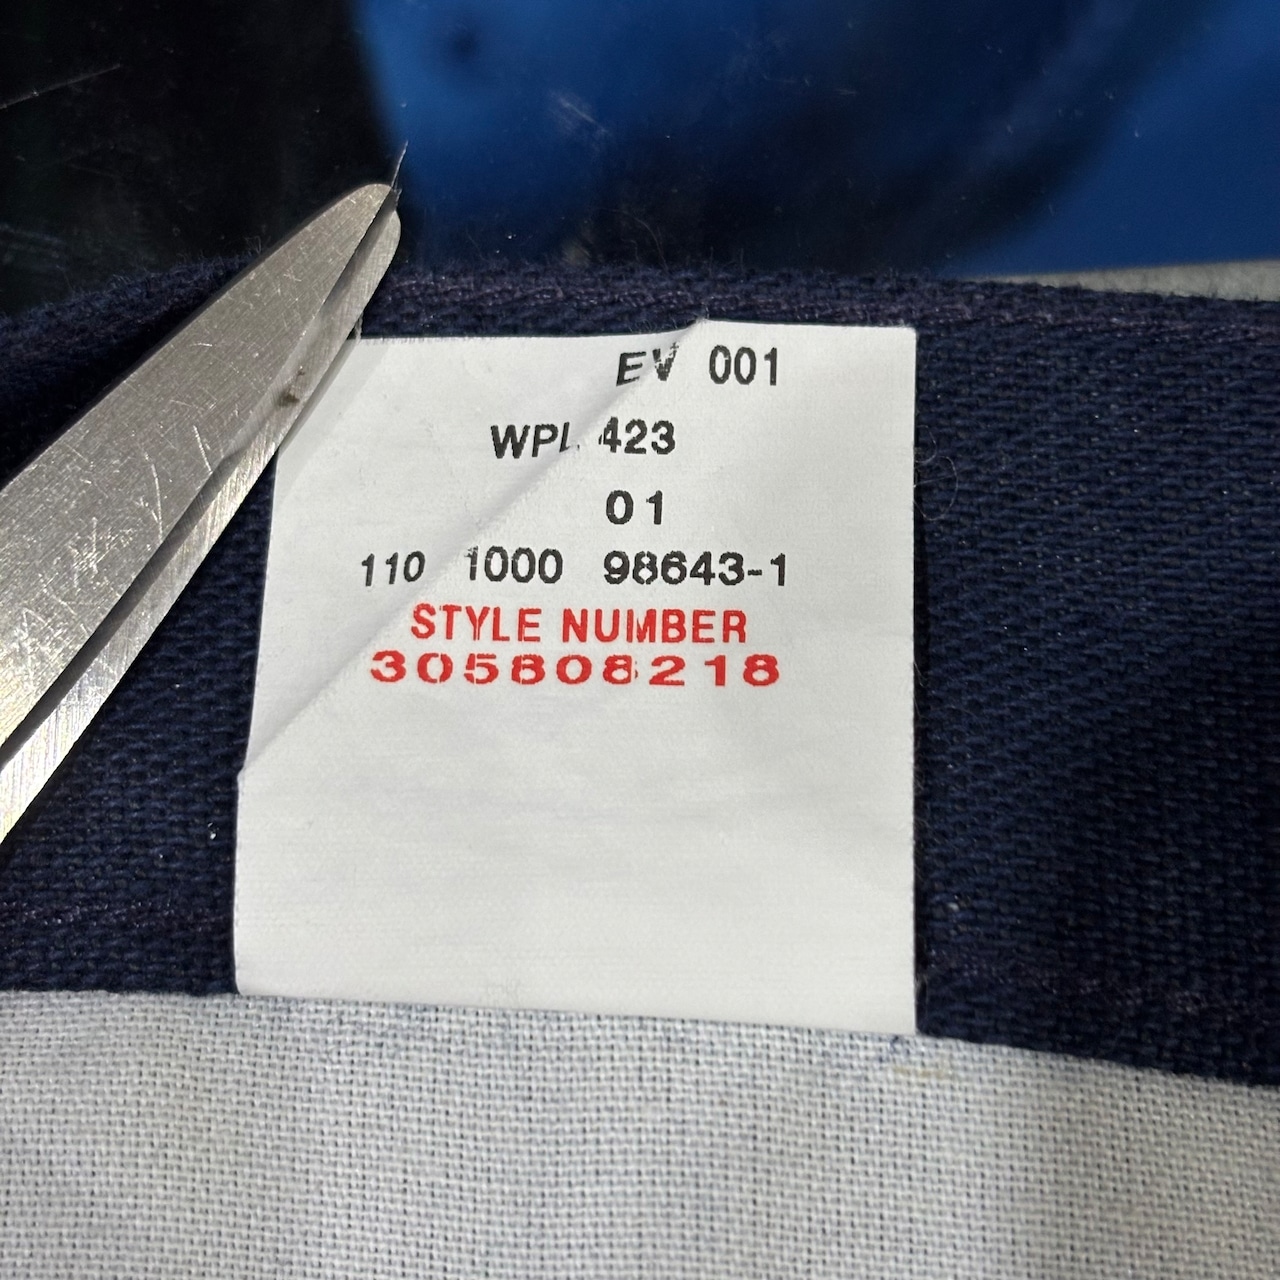 EV 001
WPL 423
01
110 1000 98643-1
STYLE NUMBER
305808218